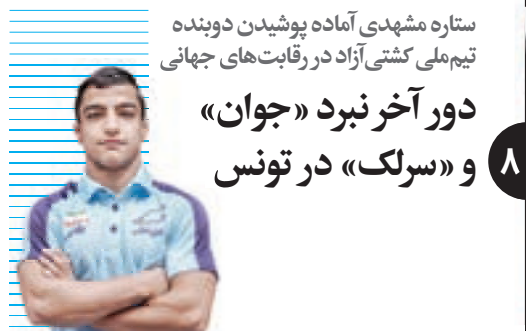 ستاره مشهدی آماده پوشیدن دوبنده
تیم‌ملی کشتی‌آزاد در رقابت‌های جهانی
دور آخر نبرد «جوان»
و «سرلک» در تونس
۸